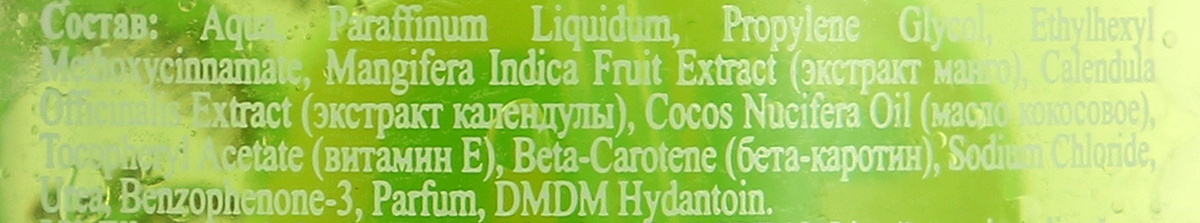 Состав: Aqua, Paraffinum Liquidum, Propylene Glycol, Ethylhexyl
Methoxycinnamate, Mangifera Indica Fruit Extract (экстракт манго), Calendula
Officinalis Extract (экстракт календулы), Cocos Nucifera Oil (масло кокосовое),
Tocopheryl Acetate (витамин Е), Beta-Carotene (бета-каротин), Sodium Chloride,
Urea, Benzophenone-3, Parfum, DMDM Hydantoin.